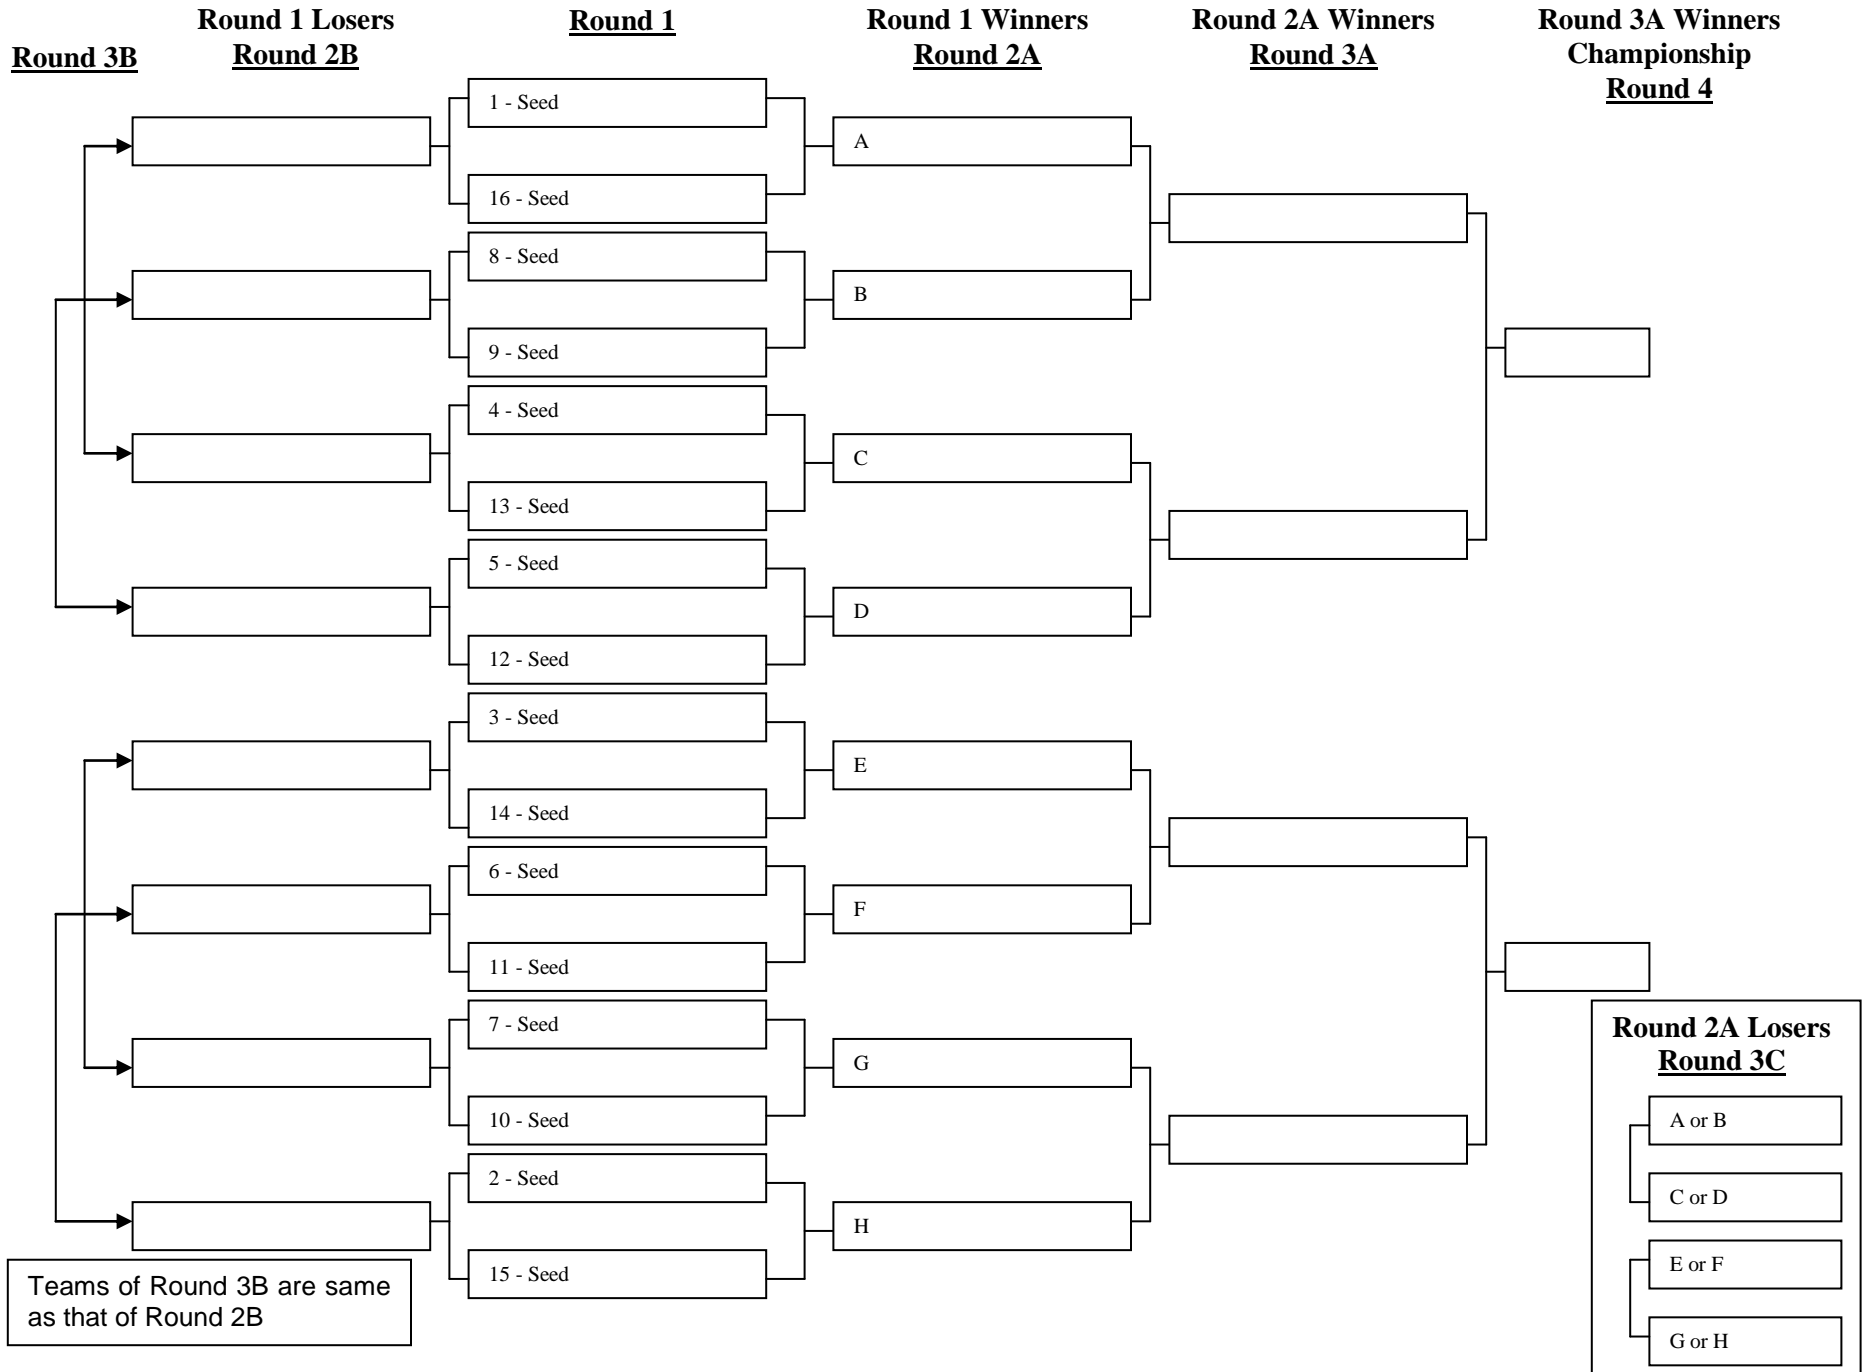 Round 3B
Round 1 Losers
Round 2B
Round 1
Round 1 Winners
Round 2A
Round 2A Winners
Round 3A
Round 3A Winners
Championship
Round 4
1 - Seed
16 - Seed
8 - Seed
9 - Seed
4 - Seed
13 - Seed
5 - Seed
12 - Seed
3 - Seed
14 - Seed
6 - Seed
11 - Seed
7 - Seed
10 - Seed
2 - Seed
15 - Seed
A
B
C
D
E
F
G
H
Round 2A Losers
Round 3C
A or B
C or D
E or F
G or H
Teams of Round 3B are same
as that of Round 2B